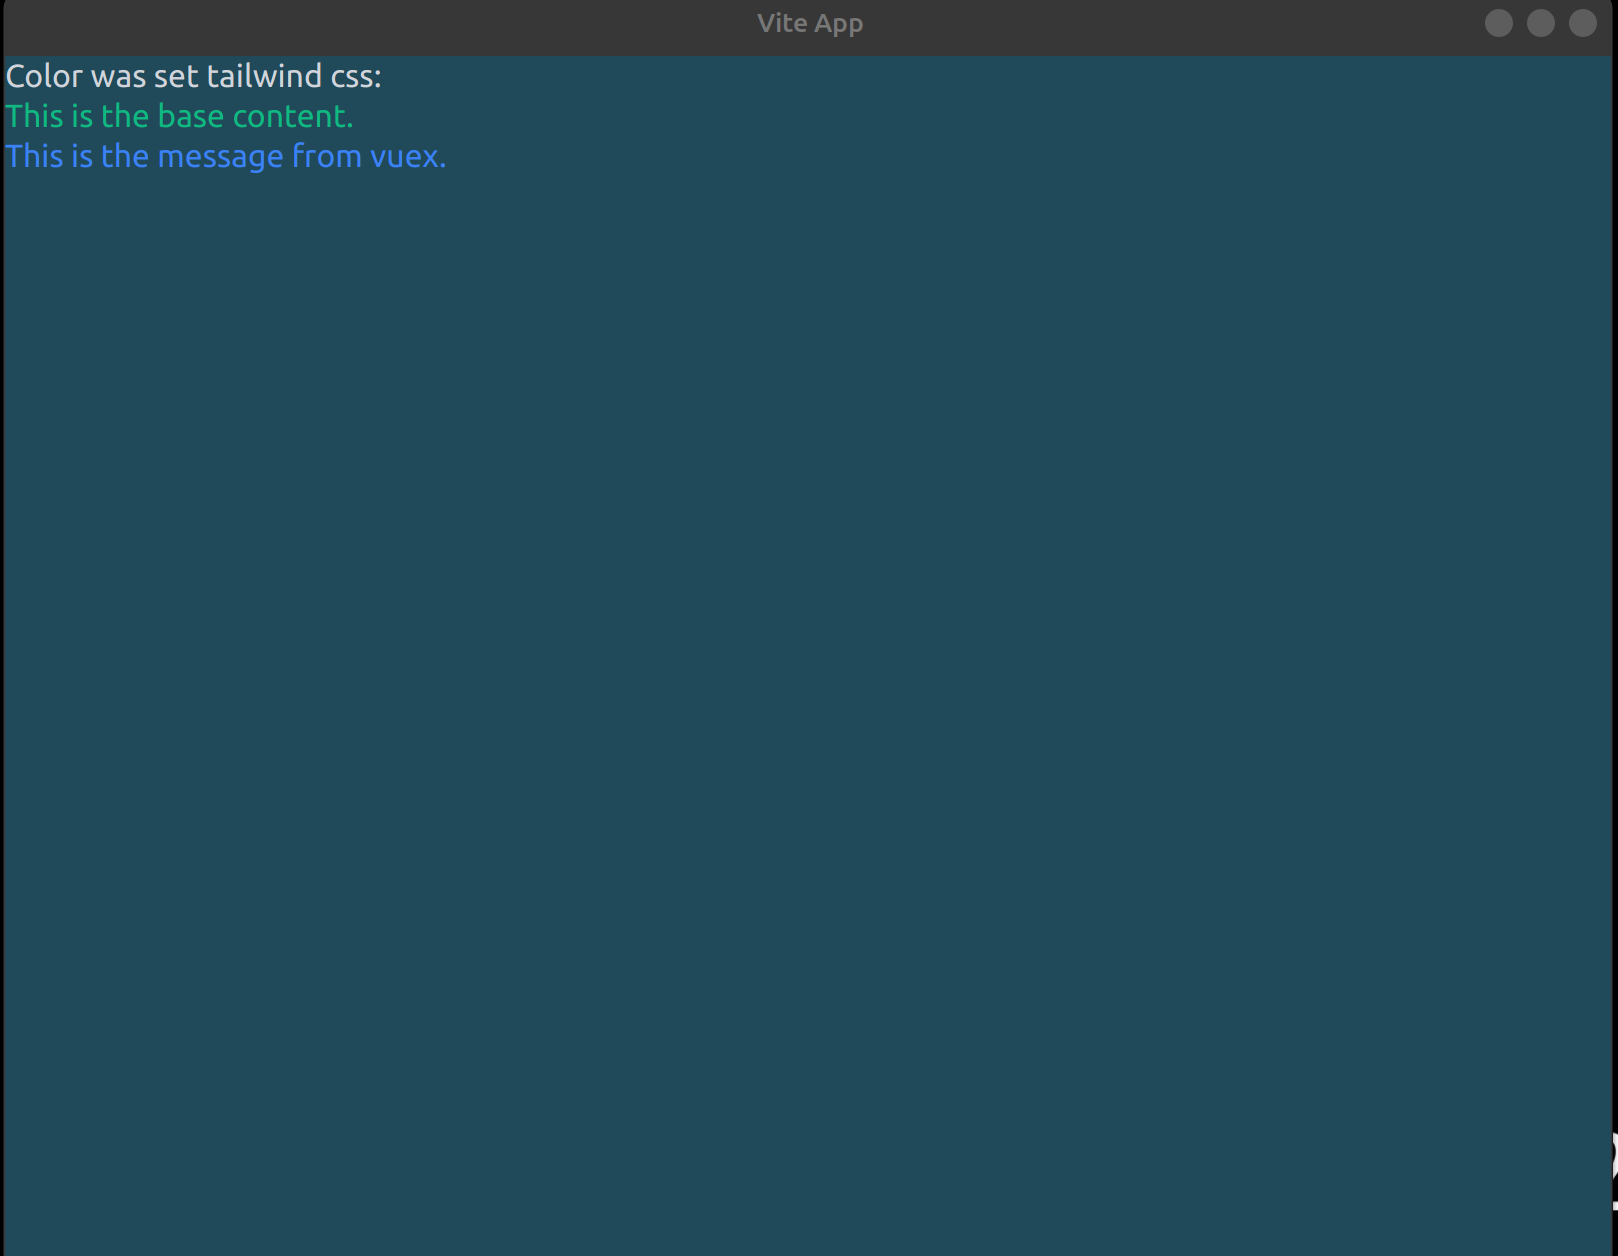 Vite App
Color was set tailwind css:
This is the base content.
This is the message from vuex.